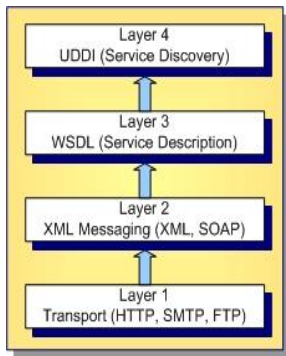 Layer 4
UDDI (Service Discovery)
Layer 3
WSDL (Service Description)
Layer 2
XML Messaging (XML, SOAP)
Layer 1
Transport (HTTP, SMTP, FTP)